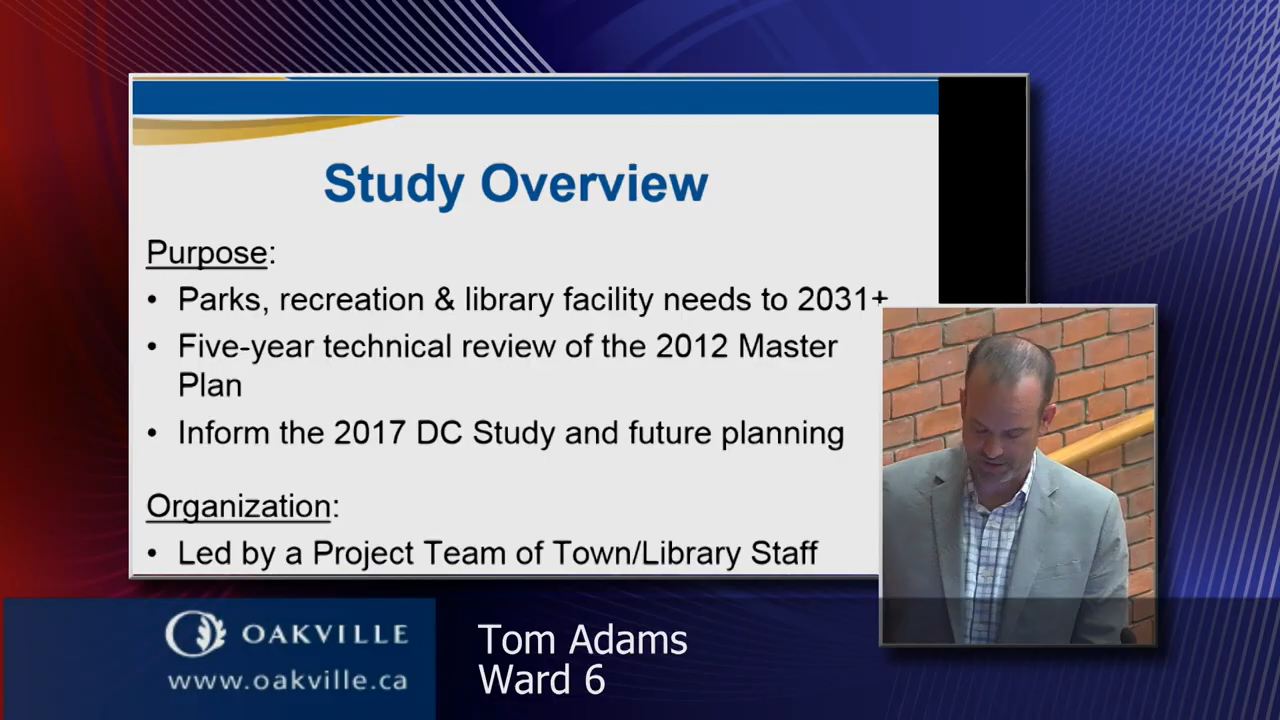 Study Overview
Purpose:
• Parks, recreation & library facility needs to 2031+
• Five-year technical review of the 2012 Master
Plan
• Inform the 2017 DC Study and future planning
Organization:
• Led by a Project Team of Town/Library Staff
OAKVILLE
www.oakville.ca
Tom Adams
Ward 6